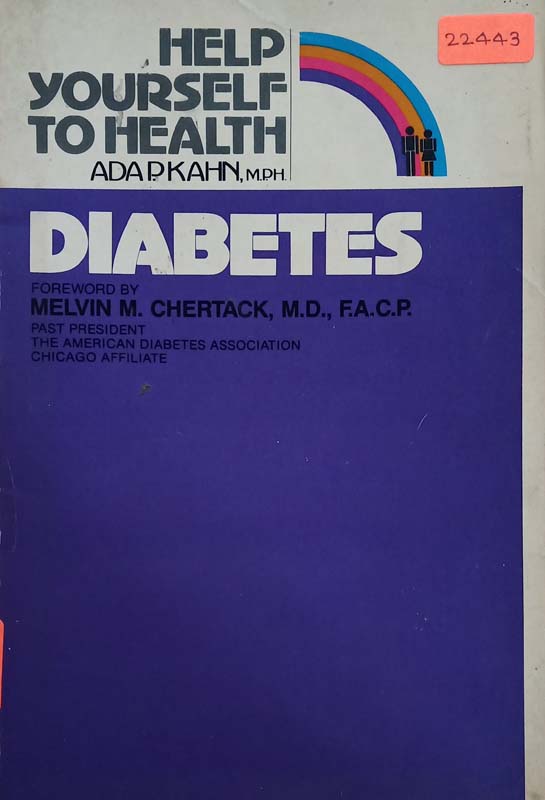 HELP
YOURSELF
TO HEALTH
ADA P. KAHN, M.P.H.
22443
DIABETES
FOREWORD BY
MELVIN M. CHERTACK, M.D., F.A.C.P.
PAST PRESIDENT
THE AMERICAN DIABETES ASSOCIATION
CHICAGO AFFILIATE